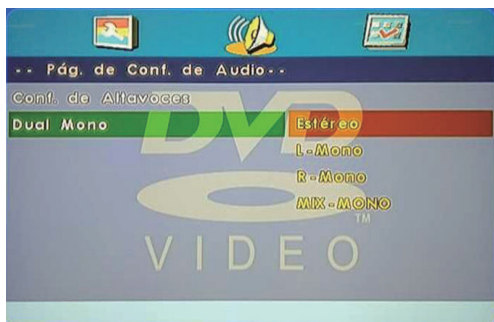 -- Pág. de Conf. de Audio--
Conf. de Altavoces
Dual Mono
Estéreo
L-Mono
R-Mono
MIX-MONO
DVD
TM
VIDEO